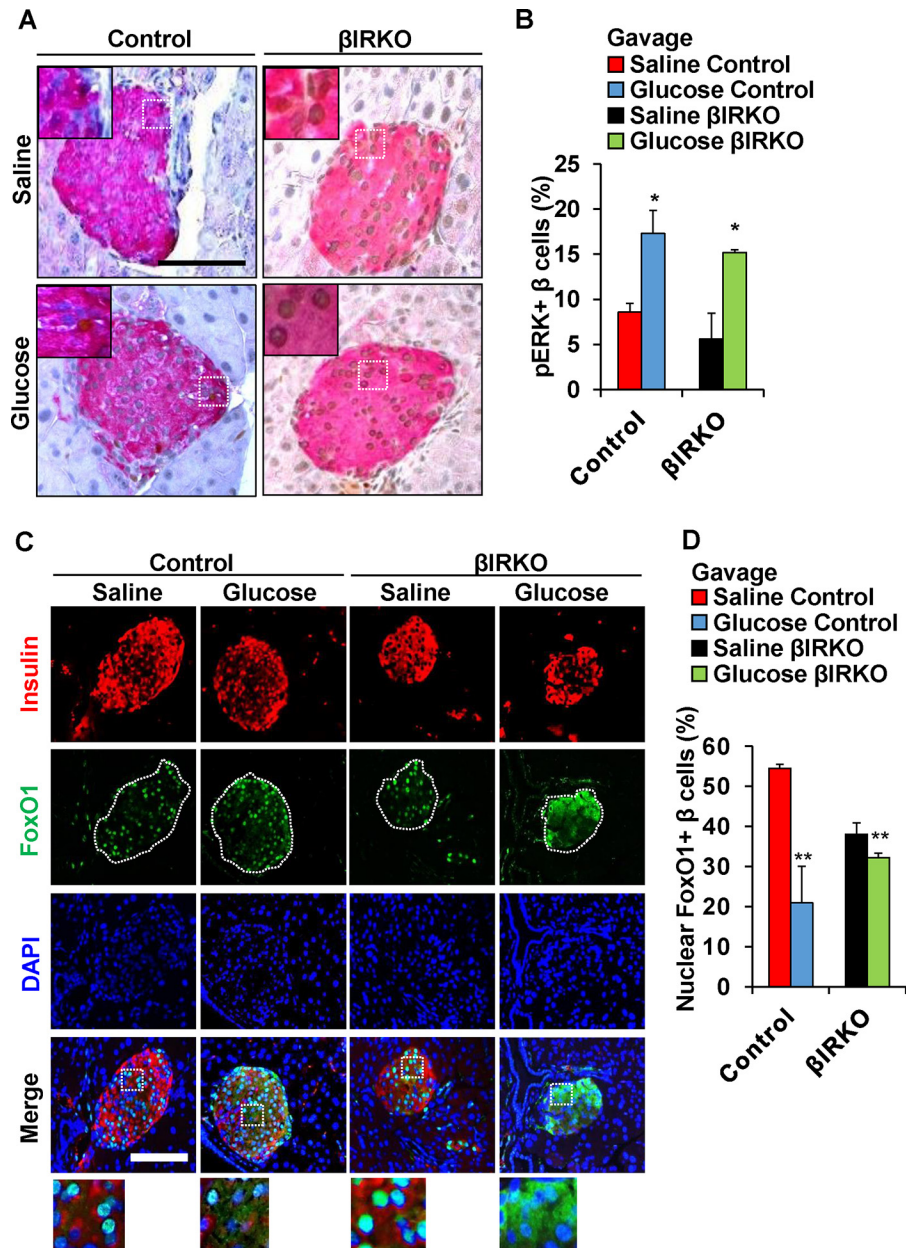 A
Control
βIRKO
Saline
Glucose
B
Gavage
Saline Control
Glucose Control
Saline βIRKO
Glucose βIRKO
pERK+ β cells (%)
25
20
15
10
5
0
*
*
Control
βIRKO
C
Control
βIRKO
Saline
Glucose
Saline
Glucose
Insulin
FoxO1
DAPI
Merge
D
Gavage
Saline Control
Glucose Control
Saline βIRKO
Glucose βIRKO
Nuclear FoxO1+ β cells (%)
60
50
40
30
20
10
0
**
**
Control
βIRKO